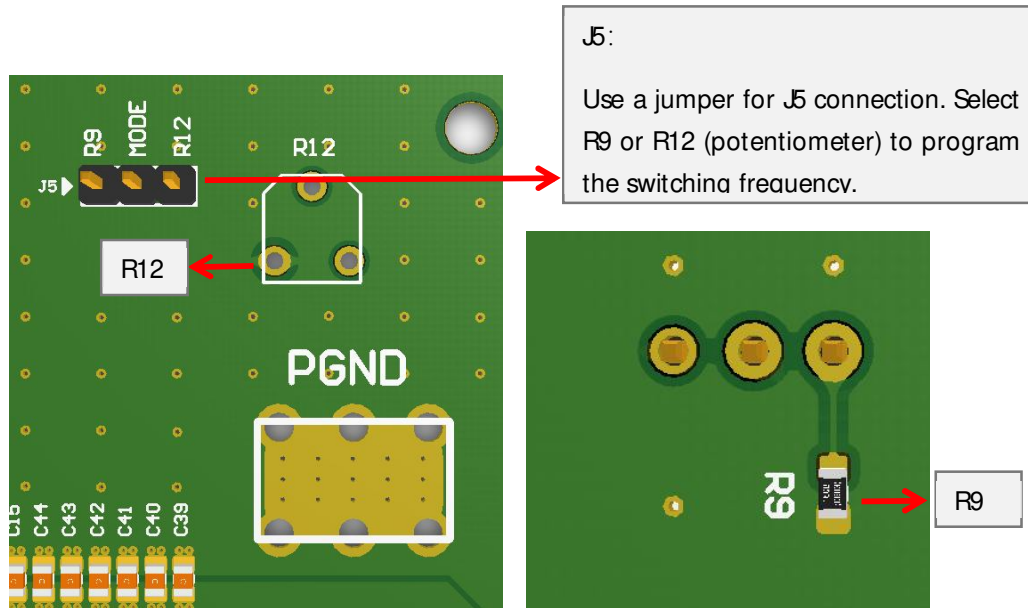 J5:
Use a jumper for J5 connection. Select
R9 or R12 (potentiometer) to program
the switching frequency.
R9
MODE
R12
J5
R12
R12
PGND
C15
C44
C43
C42
C41
C40
C39
R9
R9